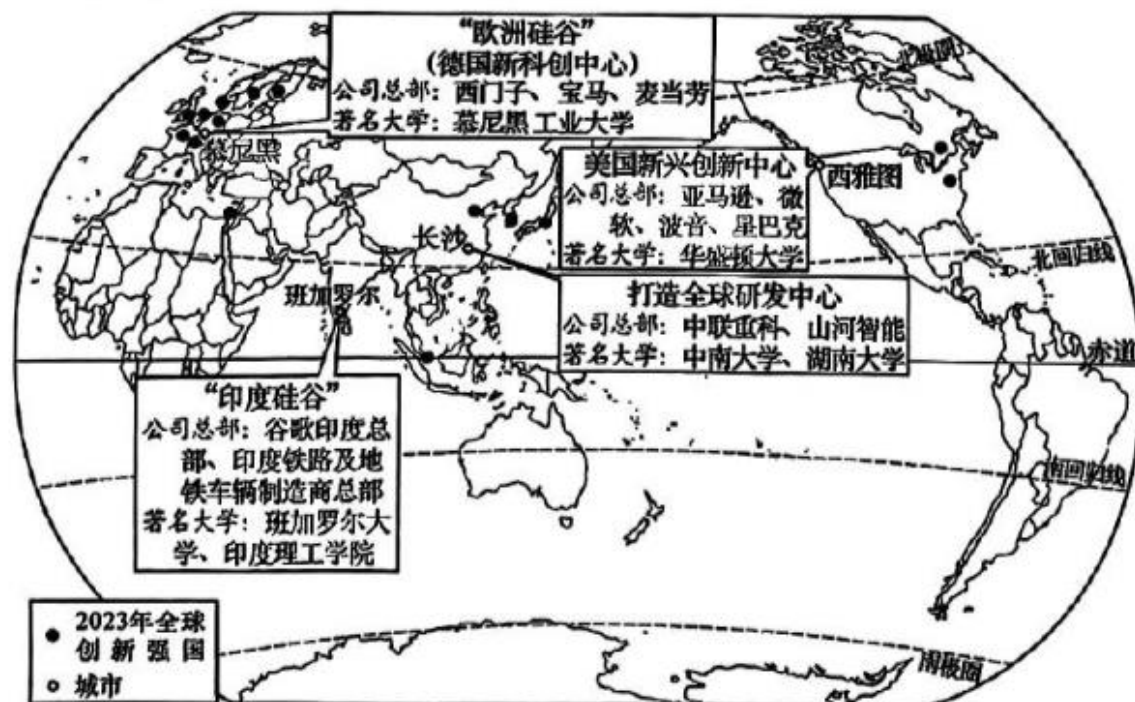 “欧洲硅谷”
(德国新科创中心)
公司总部：西门子、宝马、麦当劳
著名大学：慕尼黑工业大学
慕尼黑
北极圈
美国新兴创新中心
公司总部：亚马逊、微
软、波音、星巴克
著名大学：华盛顿大学
西雅图
长沙
北回归线
班加罗尔
打造全球研发中心
公司总部：中联重科、山河智能
著名大学：中南大学、湖南大学
赤道
“印度硅谷”
公司总部：谷歌印度总
部、印度铁路及地
铁车辆制造商总部
著名大学：班加罗尔大
学、印度理工学院
南回归线
2023年全球
创新强国
城市
南极圈